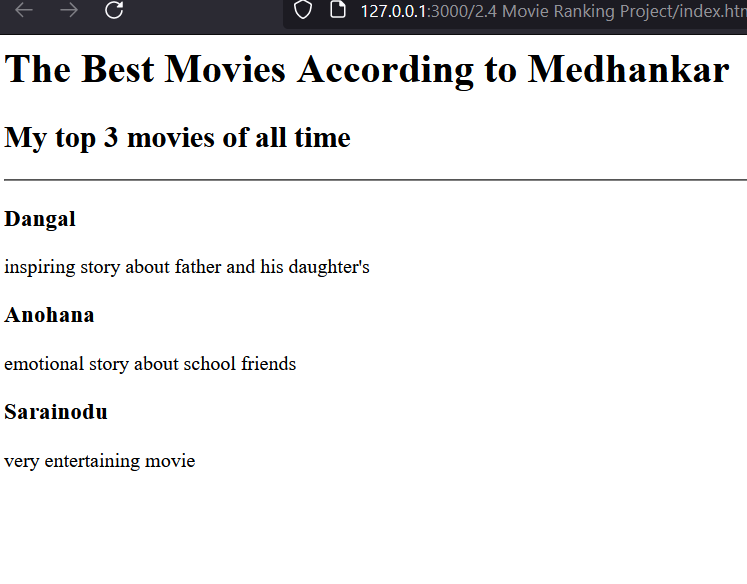 127.0.0.1:3000/2.4 Movie Ranking Project/index.htm
The Best Movies According to Medhankar
My top 3 movies of all time
Dangal
inspiring story about father and his daughter's
Anohana
emotional story about school friends
Sarainodu
very entertaining movie